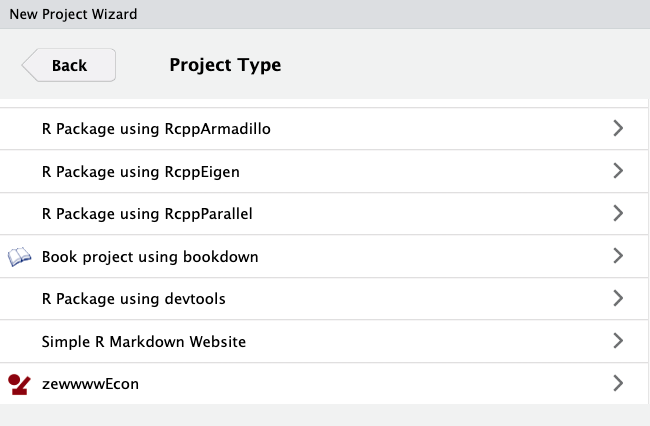 New Project Wizard
Back
Project Type
R Package using RcppArmadillo
R Package using RcppEigen
R Package using RcppParallel
Book project using bookdown
R Package using devtools
Simple R Markdown Website
zewwwwEcon